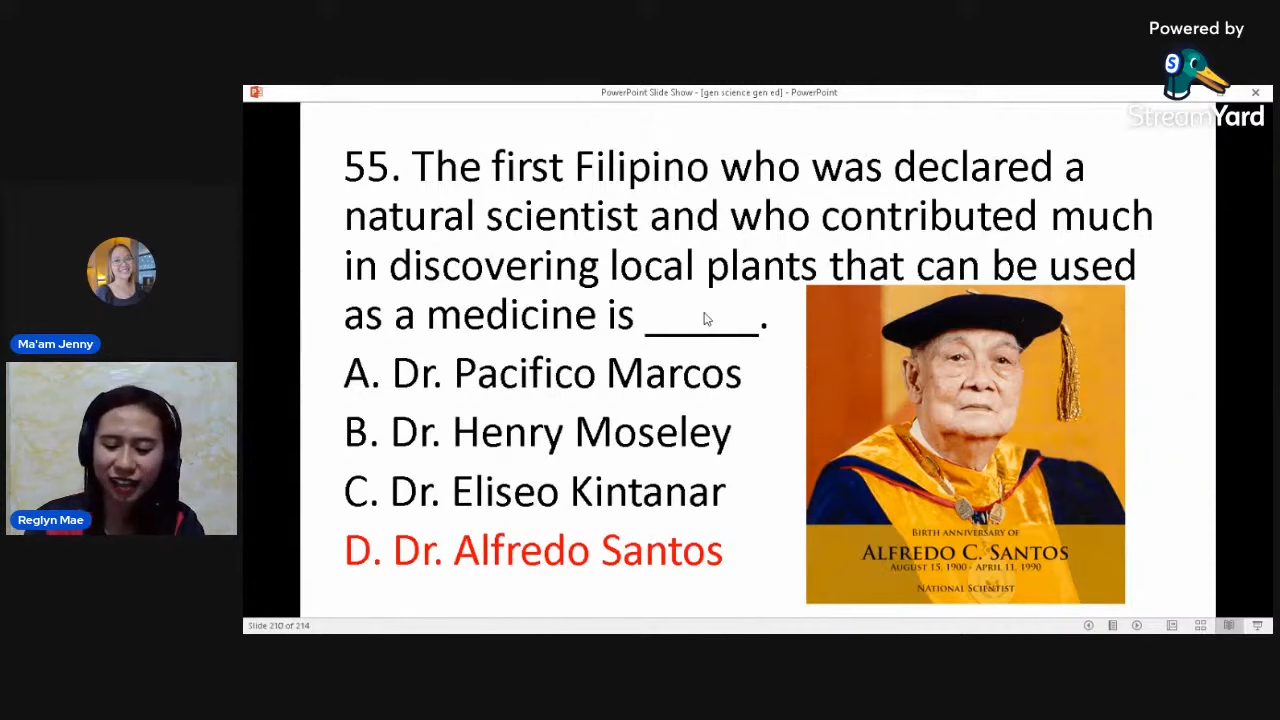 Powered by
S
StreamYard
PowerPoint Slide Show - [gen science gen ed] - PowerPoint
55. The first Filipino who was declared a
natural scientist and who contributed much
in discovering local plants that can be used
as a medicine is ______.
A. Dr. Pacifico Marcos
B. Dr. Henry Moseley
C. Dr. Eliseo Kintanar
D. Dr. Alfredo Santos
BIRTH ANNIVERSARY OF
ALFREDO C. SANTOS
AUGUST 15, 1900 - APRIL 11, 1990
NATIONAL SCIENTIST
Ma'am Jenny
Reglyn Mae
Slide 210 of 214